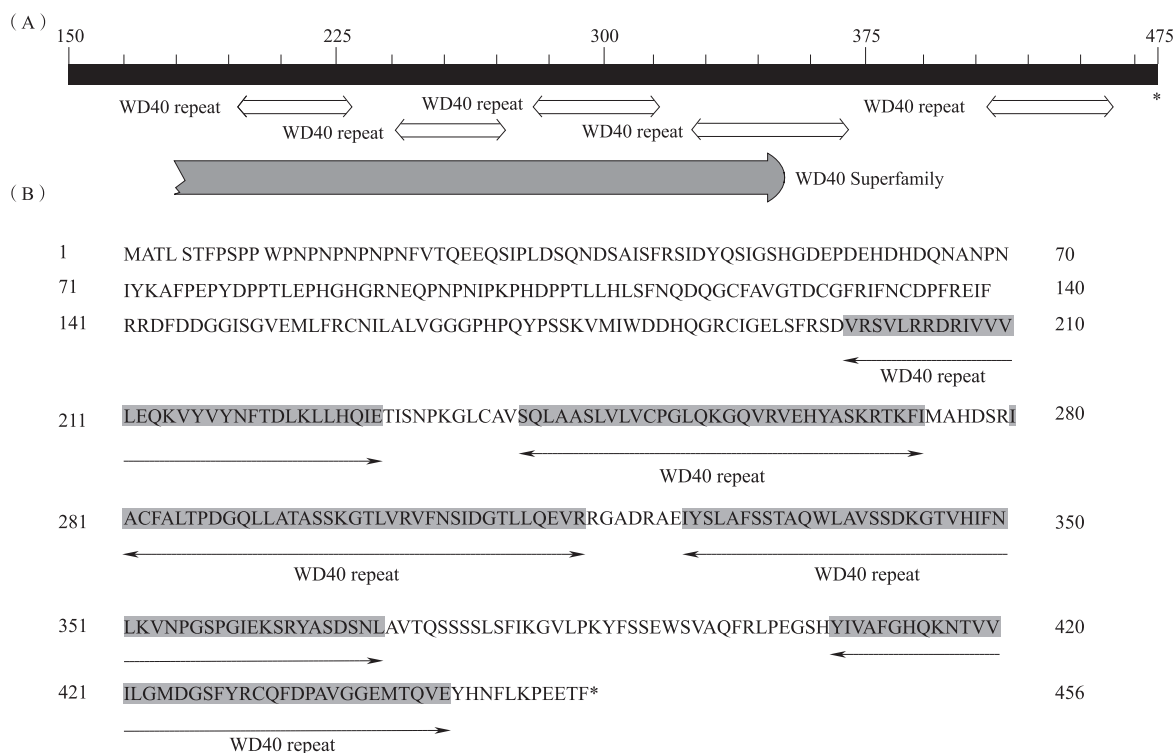 (A)
150 225 300 375 475
*
WD40 repeat WD40 repeat WD40 repeat
WD40 repeat WD40 repeat
WD40 Superfamily
(B)
1 MATL STFPSPP WPNPNPNPNPNFVTQEEQSIPLDSQNDSAISFRSIDYQSIGSHGDEPDEHDHDQNANPN 70
71 IYKAFPEPYDPPTLEPHGHGRNEQPNPNIPKPHDPPTLLHLSFNQDQGCFAVGTDCGFRIFNCDPFREIF 140
141 RRDFDDGGISGVEMLFRCNILALVGGGPHPQYPSSKVMIWDDHQGRCIGELSFRSDVRSVLRRDRIVVV 210
WD40 repeat
211 LEQKVYVYNFTDLKLLHQIETISNPKGLCAVSQLAASLVLVCPGLQKGQVRVEHYASKRTKFIMAHDSRI 280
WD40 repeat
281 ACFALTPDGQLLATASSKGTLVRVFNSIDGTLLQEVRRGADRAEIYSLAFSSTAQWLAVSSDKGTVHIFN 350
WD40 repeat WD40 repeat
351 LKVNPGSPGIEKSRYASDSNLAVTQSSSSLSFIKGVLPKYFSSEWSVAQFRLPEGSHYIVAFGHQKNTVV 420
421 ILGMDGSFYRCQFDPAVGGEMTQVEYHNFLKPEETF* 456
WD40 repeat